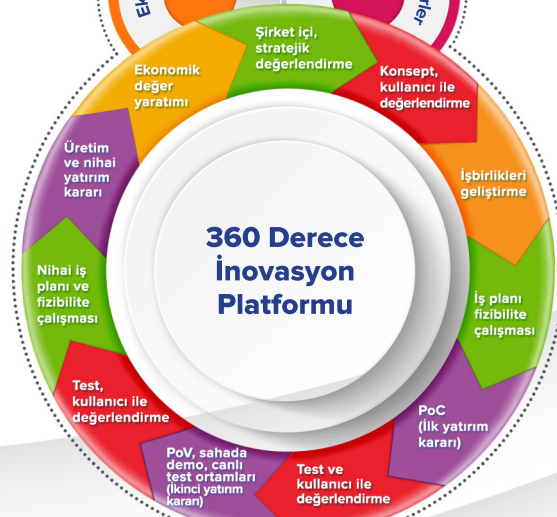 Ek
rler
Şirket içi,
stratejik
değerlendirme
Konsept,
kullanıcı ile
değerlendirme
İşbirlikleri
geliştirme
İş planı
fizibilite
çalışması
PoC
(İlk yatırım
kararı)
Test ve
kullanıcı ile
değerlendirme
PoV, sahada
demo, canlı
test ortamları
(İkinci yatırım
kararı)
Test,
kullanıcı ile
değerlendirme
Nihai iş
planı ve
fizibilite
çalışması
Üretim
ve nihai
yatırım
kararı
Ekonomik
değer
yaratımı
360 Derece
İnovasyon
Platformu